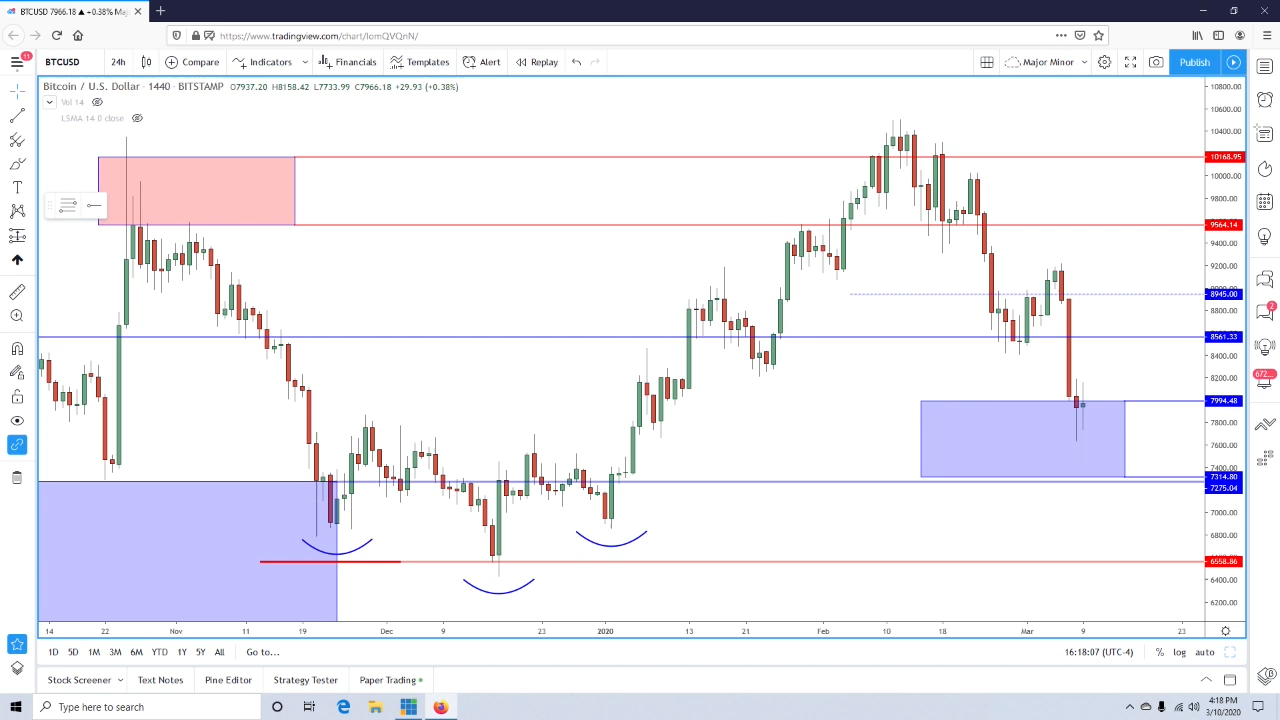 BTCUSD 7966.18 ▲ +0.38% Ma
https://www.tradingview.com/chart/IomQVQnN/
11
BTCUSD 24h Compare Indicators Financials Templates Alert Replay Major Minor Publish
Bitcoin / U.S. Dollar · 1440 · BITSTAMP O7937.20 H8158.42 L7733.99 C7966.18 +29.93 (+0.38%)
Vol 14
LSMA 14 0 close
10800.00
10600.00
10400.00
10168.95
10000.00
9800.00
9564.14
9400.00
9200.00
8945.00
8800.00
8561.33
8400.00
8200.00
7994.48
7800.00
7600.00
7400.00
7314.80
7275.04
7000.00
6800.00
6558.86
6400.00
6200.00
2
672...
14 22 Nov 11 19 Dec 9 23 2020 13 21 Feb 10 18 Mar 9 23
1D 5D 1M 3M 6M YTD 1Y 5Y All Go to... 16:18:07 (UTC-4) % log auto
Stock Screener Text Notes Pine Editor Strategy Tester Paper Trading
Type here to search
4:18 PM
3/10/2020